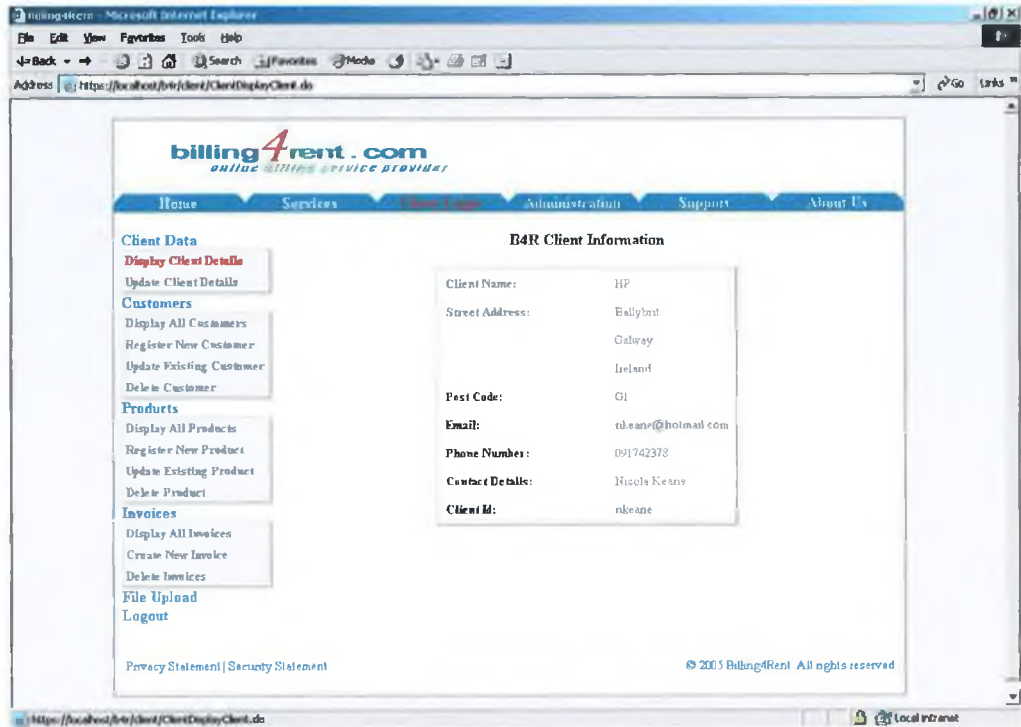 billing4rent - Microsoft Internet Explorer
File Edit View Favorites Tools Help
Back Search Favorites Media
Address https://localhost/b4r/client/ClientDisplayClient.do Go Links
billing4rent.com
online billing service provider
Home Services Client Login Administration Support About Us
Client Data
Display Client Details
Update Client Details
Customers
Display All Customers
Register New Customer
Update Existing Customer
Delete Customer
Products
Display All Products
Register New Product
Update Existing Product
Delete Product
Invoices
Display All Invoices
Create New Invoice
Delete Invoices
File Upload
Logout
B4R Client Information
Client Name: HP
Street Address: Ballybrit
Galway
Ireland
Post Code: G1
Email: nkeane@hotmail.com
Phone Number: 091742378
Contact Details: Nicola Keane
Client Id: nkeane
Privacy Statement | Security Statement
© 2005 Billing4Rent. All rights reserved
https://localhost/b4r/client/ClientDisplayClient.do Local intranet